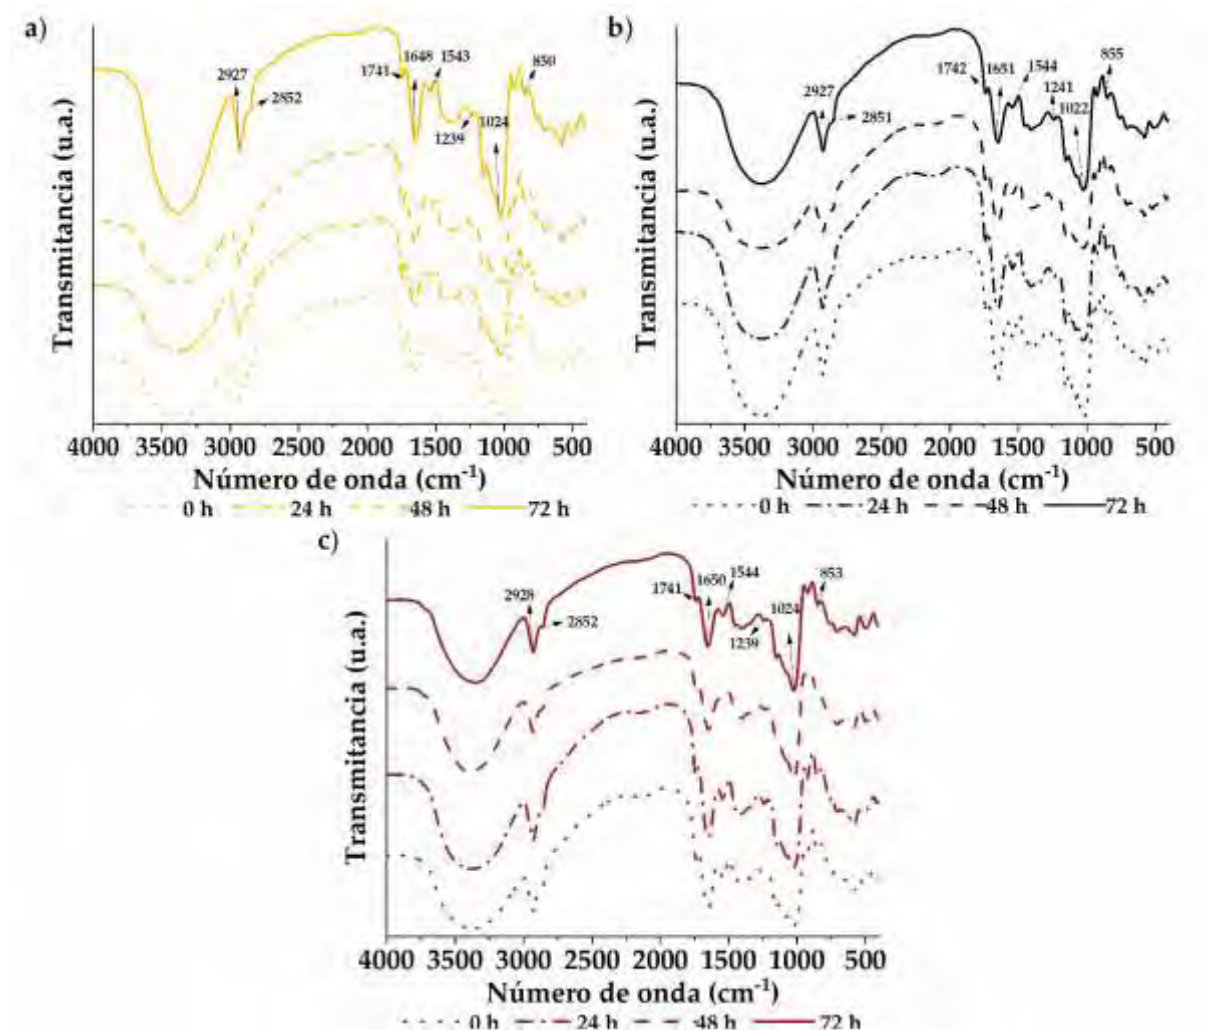 a)
Transmitancia (u.a.)
2927
2852
1741
1648
1543
1239
1024
850
4000 3500 3000 2500 2000 1500 1000 500
Número de onda (cm-1)
0 h 24 h 48 h 72 h
b)
Transmitancia (u.a.)
2927
2851
1742
1651
1544
1241
1022
855
4000 3500 3000 2500 2000 1500 1000 500
Número de onda (cm-1)
0 h 24 h 48 h 72 h
c)
Transmitancia (u.a.)
2928
2852
1741
1650
1544
1239
1024
853
4000 3500 3000 2500 2000 1500 1000 500
Número de onda (cm-1)
0 h 24 h 48 h 72 h